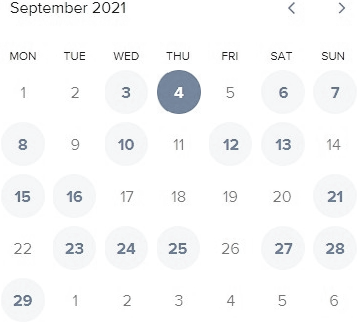 September 2021
MON TUE WED THU FRI SAT SUN
1 2 3 4 5 6 7
8 9 10 11 12 13 14
15 16 17 18 19 20 21
22 23 24 25 26 27 28
29 1 2 3 4 5 6